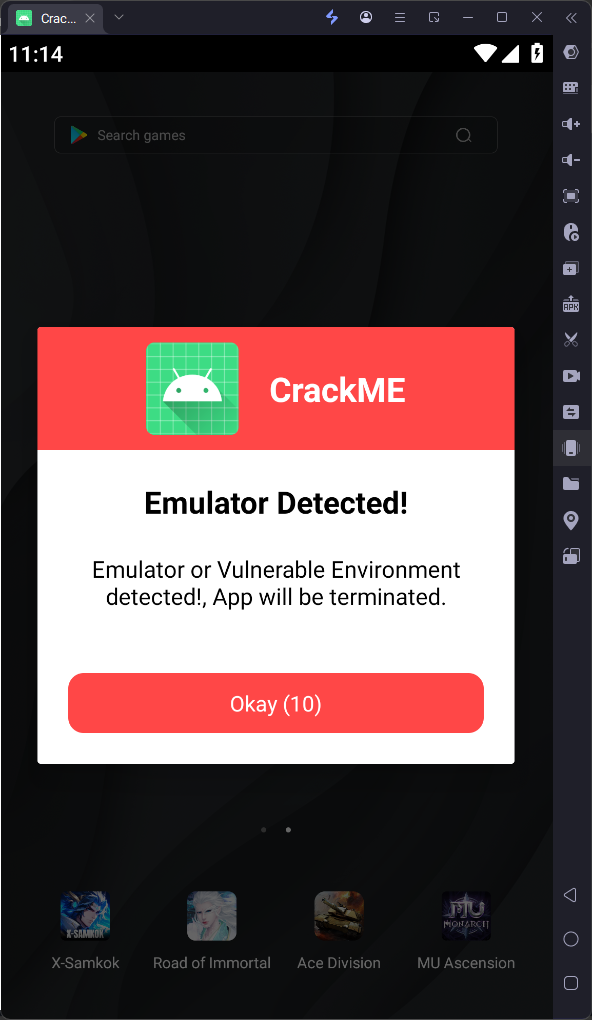 Crac...
11:14
Search games
CrackME
Emulator Detected!
Emulator or Vulnerable Environment
detected!, App will be terminated.
Okay (10)
X-SAMKOK
MU
MONARCH
X-Samkok
Road of Immortal
Ace Division
MU Ascension
APK